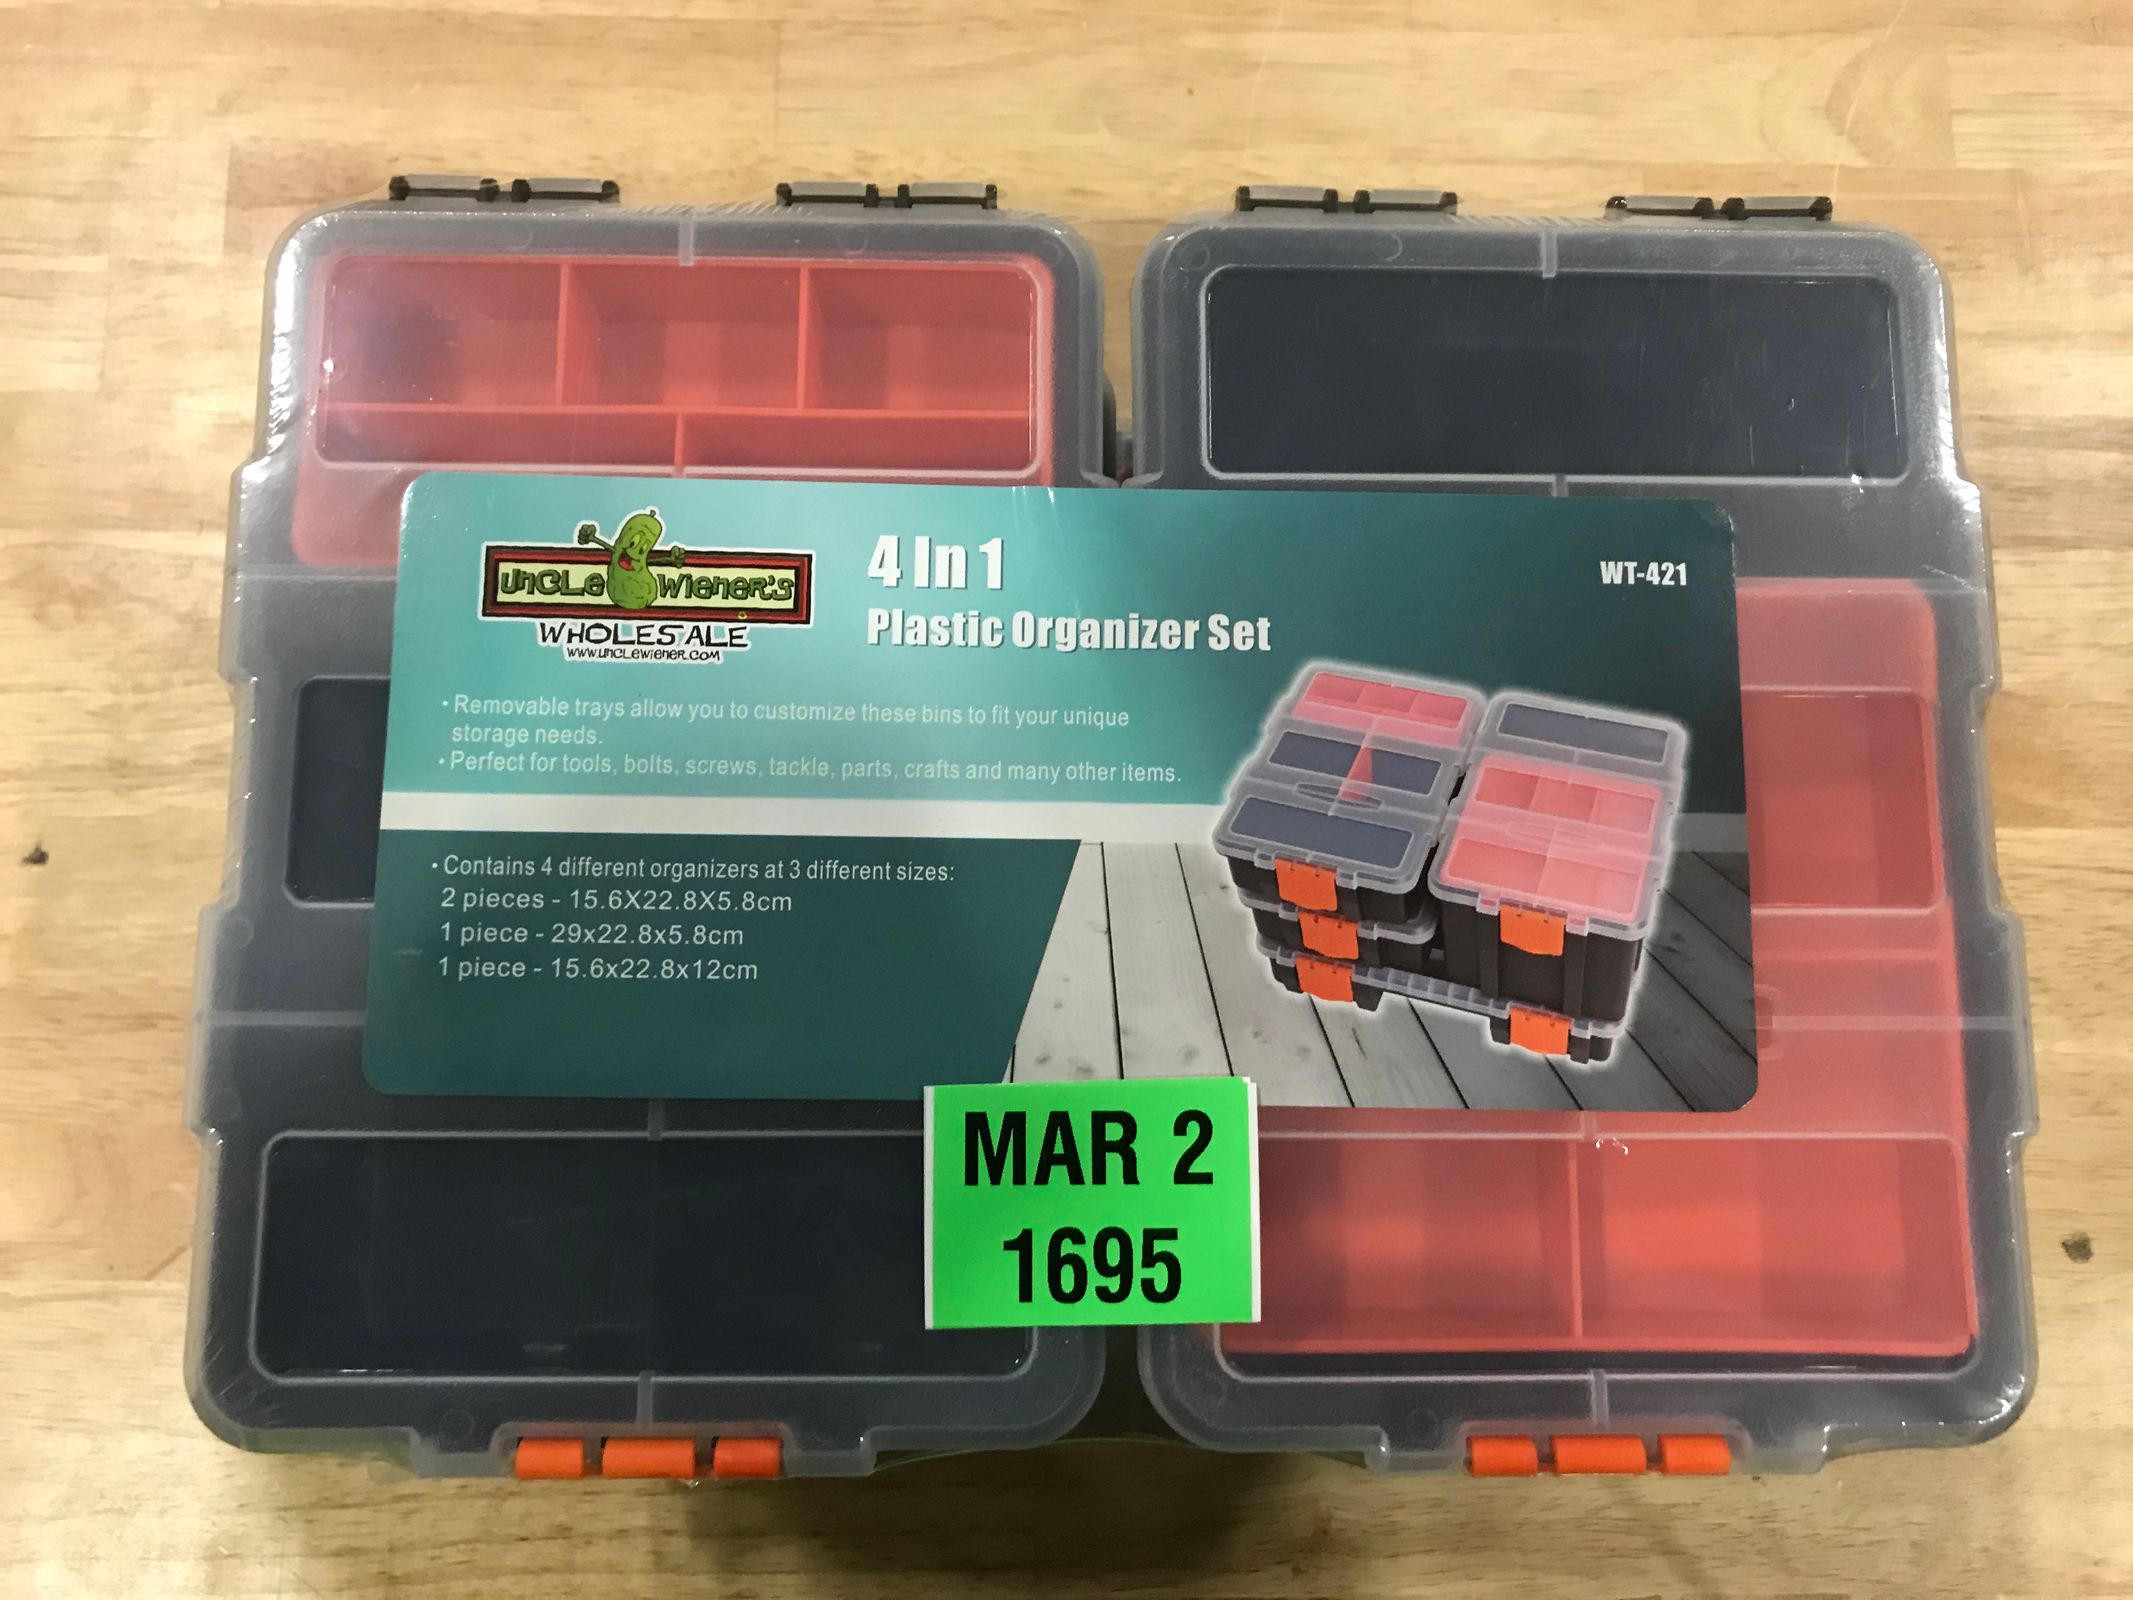 UNCLE WIENER'S
WHOLESALE
WWW.UNCLEWIENER.COM
4 In 1
Plastic Organizer Set
WT-421
• Removable trays allow you to customize these bins to fit your unique
storage needs.
• Perfect for tools, bolts, screws, tackle, parts, crafts and many other items.
• Contains 4 different organizers at 3 different sizes:
2 pieces - 15.6X22.8X5.8cm
1 piece - 29x22.8x5.8cm
1 piece - 15.6x22.8x12cm
MAR 2
1695